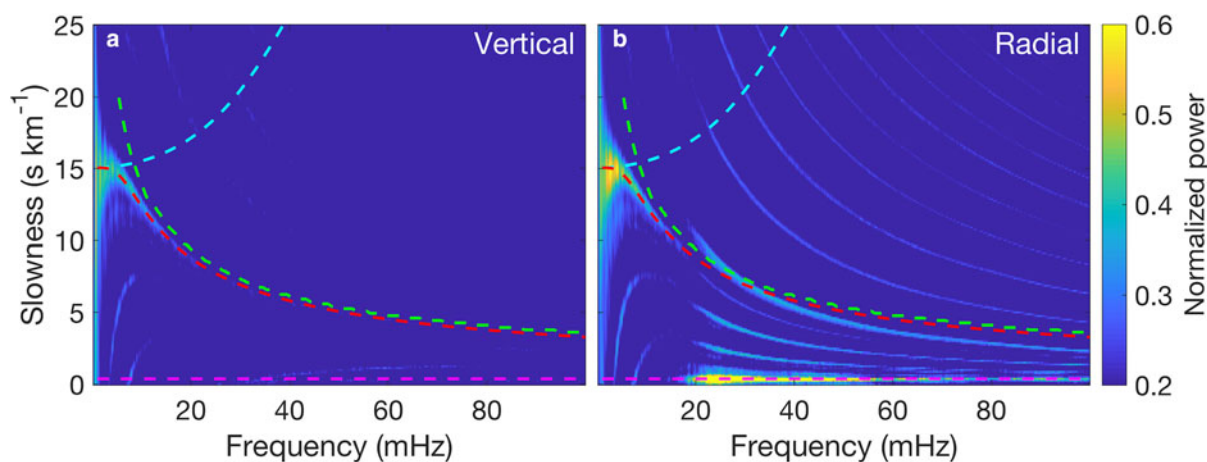 a
Vertical
b
Radial
Slowness (s km⁻¹)
25
20
15
10
5
0
20
40
60
80
Frequency (mHz)
20
40
60
80
Frequency (mHz)
0.6
0.5
0.4
0.3
0.2
Normalized power